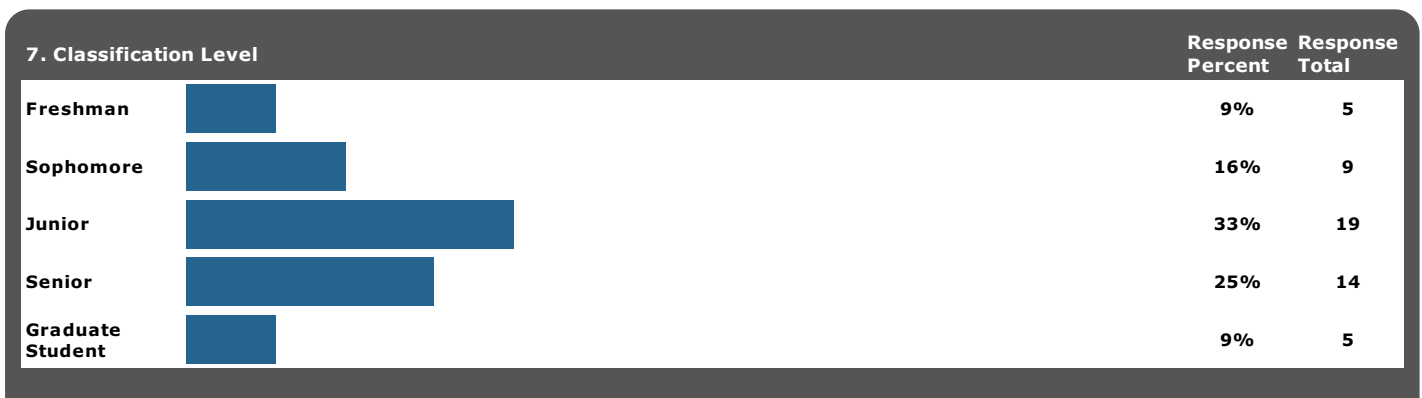 7. Classification Level
Response Response
Percent Total
Freshman 9% 5
Sophomore 16% 9
Junior 33% 19
Senior 25% 14
Graduate
Student 9% 5